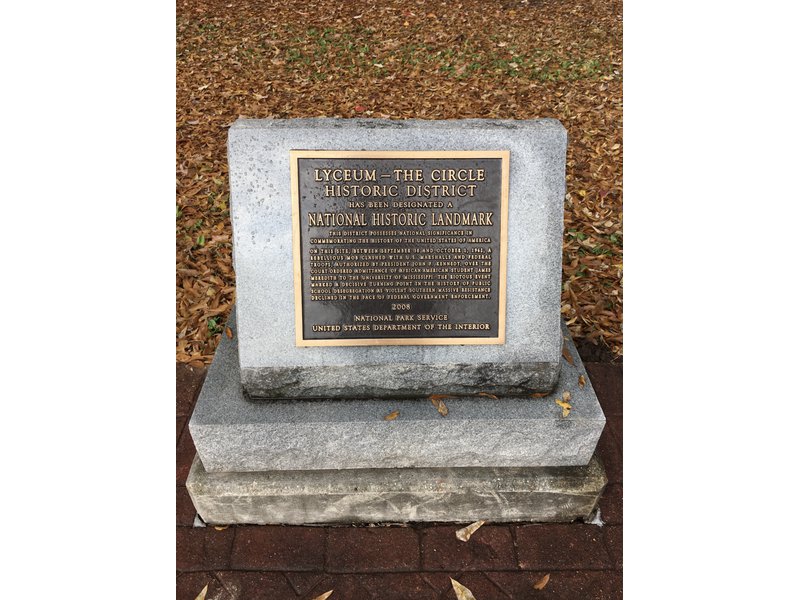 LYCEUM – THE CIRCLE
HISTORIC DISTRICT
HAS BEEN DESIGNATED A
NATIONAL HISTORIC LANDMARK
THIS DISTRICT POSSESSES NATIONAL SIGNIFICANCE IN
COMMEMORATING THE HISTORY OF THE UNITED STATES OF AMERICA
ON THIS SITE, BETWEEN SEPTEMBER 30 AND OCTOBER 1, 1962, A
REBELLIOUS MOB CLASHED WITH U.S. MARSHALLS AND FEDERAL
TROOPS AUTHORIZED BY PRESIDENT JOHN F. KENNEDY, OVER THE
COURT ORDERED ADMITTANCE OF AFRICAN-AMERICAN STUDENT JAMES
MEREDITH TO THE UNIVERSITY OF MISSISSIPPI. THE RIOTOUS EVENT
MARKED A DECISIVE TURNING POINT IN THE HISTORY OF PUBLIC
SCHOOL DESEGREGATION AS VIOLENT SOUTHERN MASSIVE RESISTANCE
DECLINED IN THE FACE OF FEDERAL GOVERNMENT ENFORCEMENT.
2008
NATIONAL PARK SERVICE
UNITED STATES DEPARTMENT OF THE INTERIOR